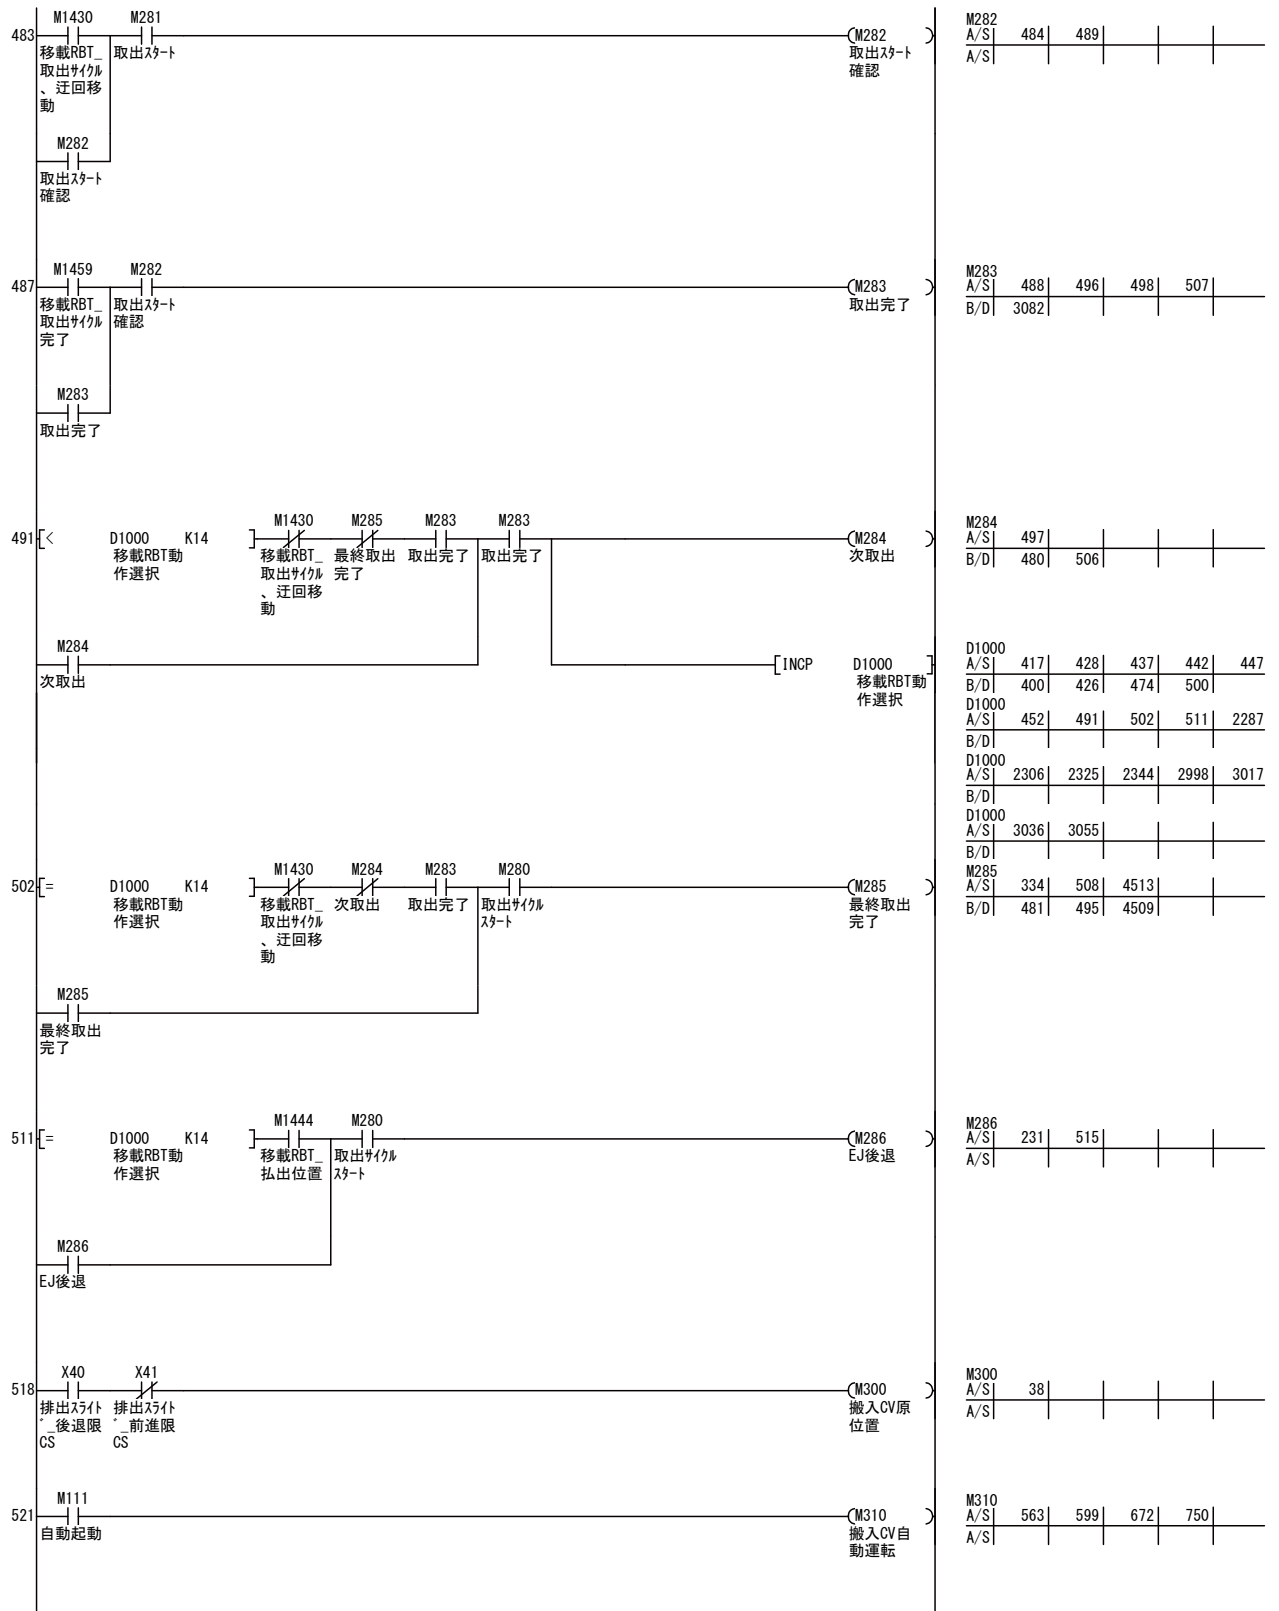 M1430 M281 M282
483 (M282 ) A/S 484 489
移載RBT_ 取出ｽﾀｰﾄ 取出ｽﾀｰﾄ A/S
取出ｻｲｸﾙ 確認
、迂回移
動
M282
取出ｽﾀｰﾄ
確認
M1459 M282 M283
487 (M283 ) A/S 488 496 498 507
移載RBT_ 取出ｽﾀｰﾄ 取出完了 B/D 3082
取出ｻｲｸﾙ 確認
完了
M283
取出完了
M1430 M285 M283 M283 M284
491 [< D1000 K14 ] (M284 ) A/S 497
移載RBT動 移載RBT_ 最終取出 取出完了 取出完了 次取出 B/D 480 506
作選択 取出ｻｲｸﾙ 完了
、迂回移
動
M284 D1000
[INCP D1000 ] A/S 417 428 437 442 447
次取出 移載RBT動 B/D 400 426 474 500
作選択
D1000
A/S 452 491 502 511 2287
B/D
D1000
A/S 2306 2325 2344 2998 3017
B/D
D1000
A/S 3036 3055
B/D
M1430 M284 M283 M280 M285
502 [= D1000 K14 ] (M285 ) A/S 334 508 4513
移載RBT動 移載RBT_ 次取出 取出完了 取出ｻｲｸﾙ 最終取出 B/D 481 495 4509
作選択 取出ｻｲｸﾙ ｽﾀｰﾄ 完了
、迂回移
動
M285
最終取出
完了
M1444 M280 M286
511 [= D1000 K14 ] (M286 ) A/S 231 515
移載RBT動 移載RBT_ 取出ｻｲｸﾙ EJ後退 A/S
作選択 払出位置 ｽﾀｰﾄ
M286
EJ後退
X40 X41 M300
518 (M300 ) A/S 38
排出ｽﾗｲﾄ 排出ｽﾗｲﾄ 搬入CV原 A/S
ﾞ_後退限 ﾞ_前進限 位置
CS CS
M111 M310
521 (M310 ) A/S 563 599 672 750
自動起動 搬入CV自 A/S
動運転